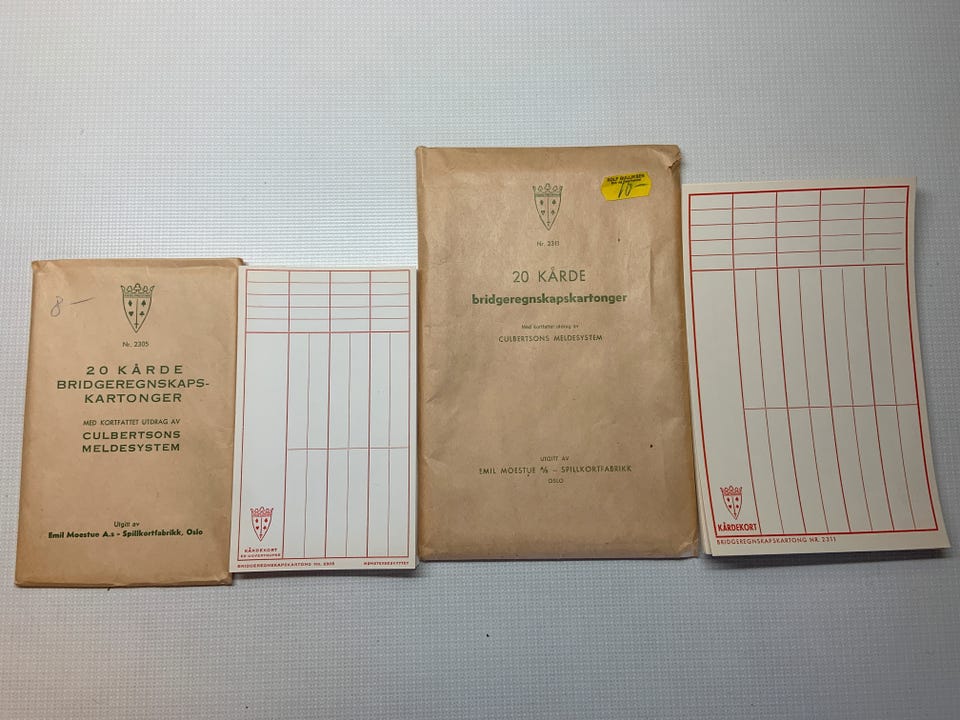 8 —
Nr. 2305
20 KÅRDE
BRIDGEREGNSKAPS-
KARTONGER
MED KORTFATTET UTDRAG AV
CULBERTSONS
MELDESYSTEM
Utgitt av
Emil Moestue A.s - Spillkortfabrikk, Oslo
KÅRDEKORT
BRIDGEREGNSKAPSKARTONG NR. 2305
MØNSTERBESKYTTET
10 —
Nr. 2311
20 KÅRDE
bridgeregnskapskartonger
Med kortfattet utdrag av
CULBERTSONS MELDESYSTEM
UTGITT AV
EMIL MOESTUE A/S — SPILLKORTFABRIKK
OSLO
KÅRDEKORT
BRIDGEREGNSKAPSKARTONG NR. 2311